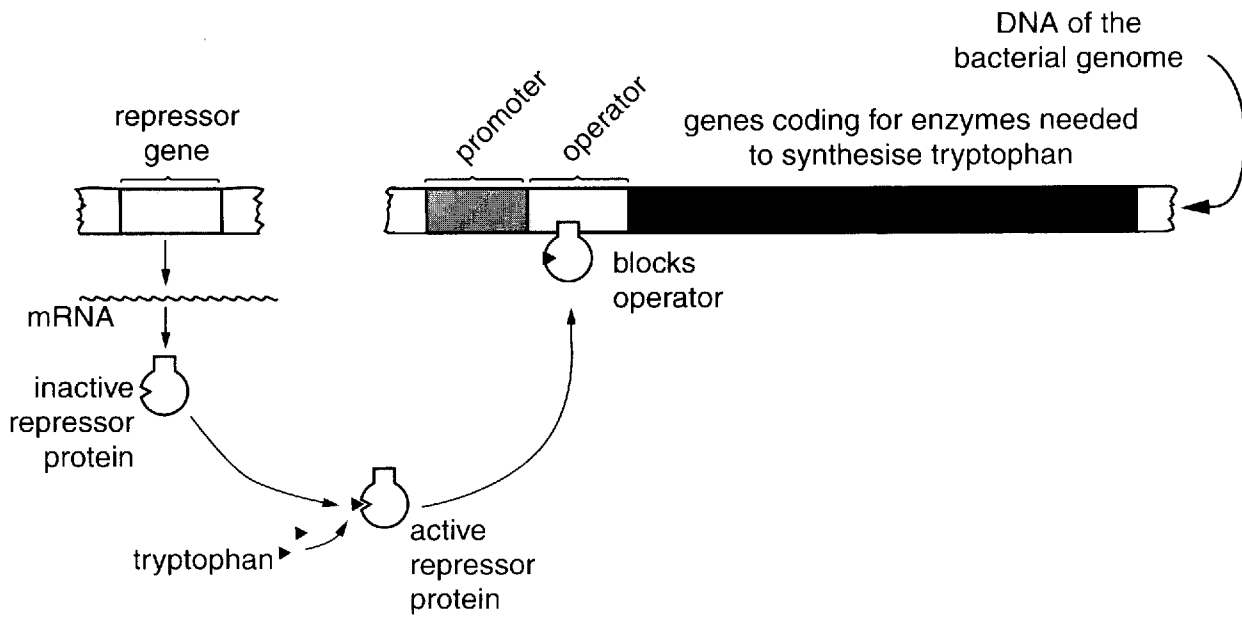 DNA of the
bacterial genome
repressor
gene
promoter
operator
genes coding for enzymes needed
to synthesise tryptophan
blocks
operator
mRNA
inactive
repressor
protein
tryptophan
active
repressor
protein